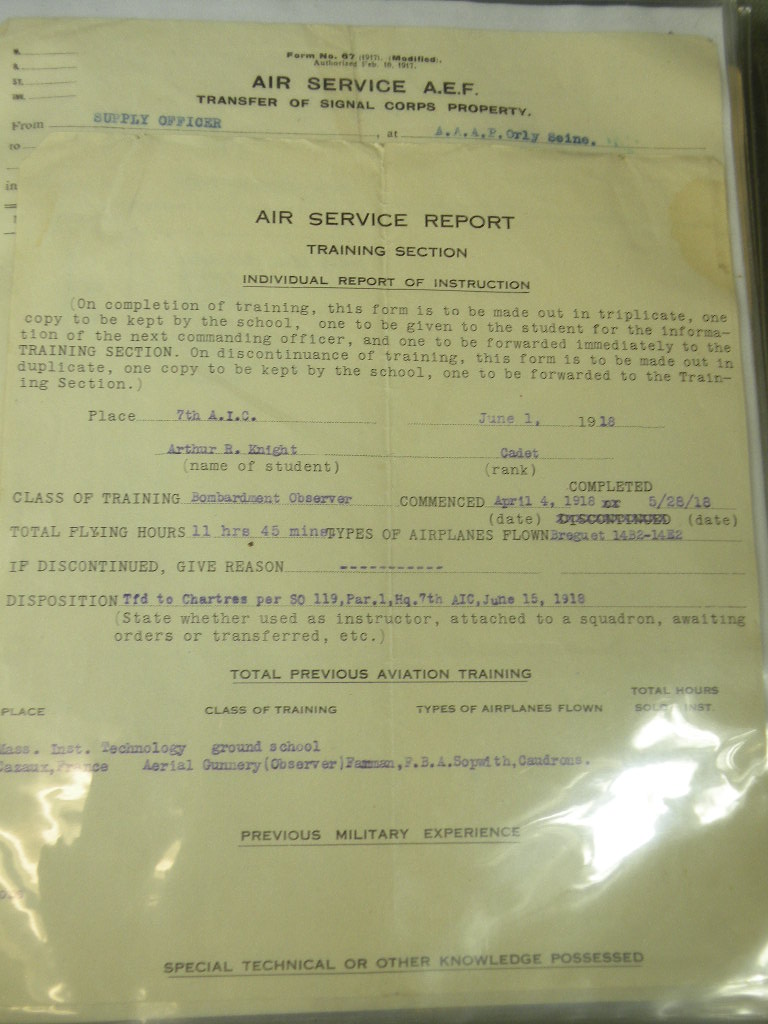 Form No. 67 (1917). (Modified).
Authorized Feb. 10, 1917.
AIR SERVICE A.E.F.
TRANSFER OF SIGNAL CORPS PROPERTY.
From SUPPLY OFFICER, at A.A.A.P. Orly Seine.
to
in
AIR SERVICE REPORT
TRAINING SECTION
INDIVIDUAL REPORT OF INSTRUCTION
(On completion of training, this form is to be made out in triplicate, one
copy to be kept by the school, one to be given to the student for the informa-
tion of the next commanding officer, and one to be forwarded immediately to the
TRAINING SECTION. On discontinuance of training, this form is to be made out in
duplicate, one copy to be kept by the school, one to be forwarded to the Train-
ing Section.)
Place 7th A.I.C. June 1, 1918
Arthur R. Knight Cadet
(name of student) (rank)
COMPLETED
CLASS OF TRAINING Bombardment Observer COMMENCED April 4, 1918 xx 5/28/18
(date) DISCONTINUED (date)
TOTAL FLYING HOURS 11 hrs 45 mins TYPES OF AIRPLANES FLOWN Breguet 14B2-14E2
IF DISCONTINUED, GIVE REASON -----------
DISPOSITION Tfd to Chartres per SO 119,Par.1,Hq.7th AIC,June 15, 1918
(State whether used as instructor, attached to a squadron, awaiting
orders or transferred, etc.)
TOTAL PREVIOUS AVIATION TRAINING
TOTAL HOURS
PLACE CLASS OF TRAINING TYPES OF AIRPLANES FLOWN SOLO INST.
Mass. Inst. Technology ground school
Cazaux,France Aerial Gunnery(Observer)Farman,F.B.A.Sopwith,Caudrons.
PREVIOUS MILITARY EXPERIENCE
SPECIAL TECHNICAL OR OTHER KNOWLEDGE POSSESSED